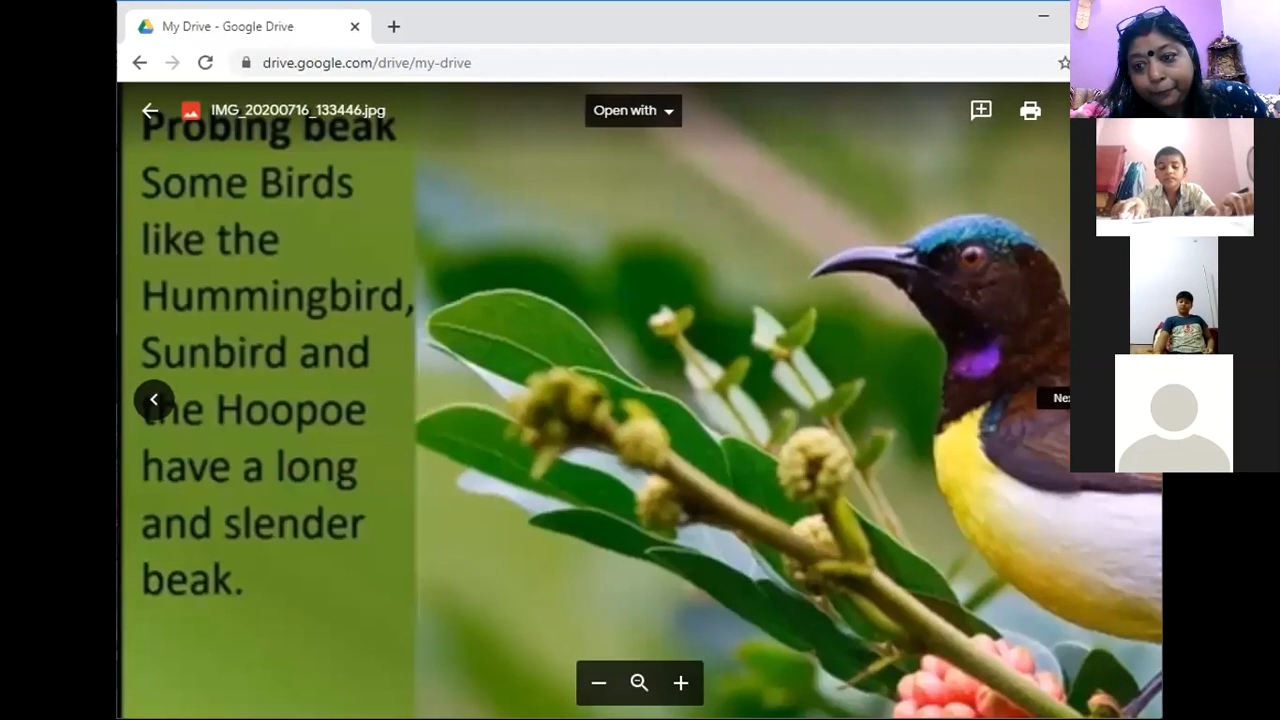 My Drive - Google Drive
drive.google.com/drive/my-drive
IMG_20200716_133446.jpg
Open with
Probing beak
Some Birds
like the
Hummingbird,
Sunbird and
the Hoopoe
have a long
and slender
beak.